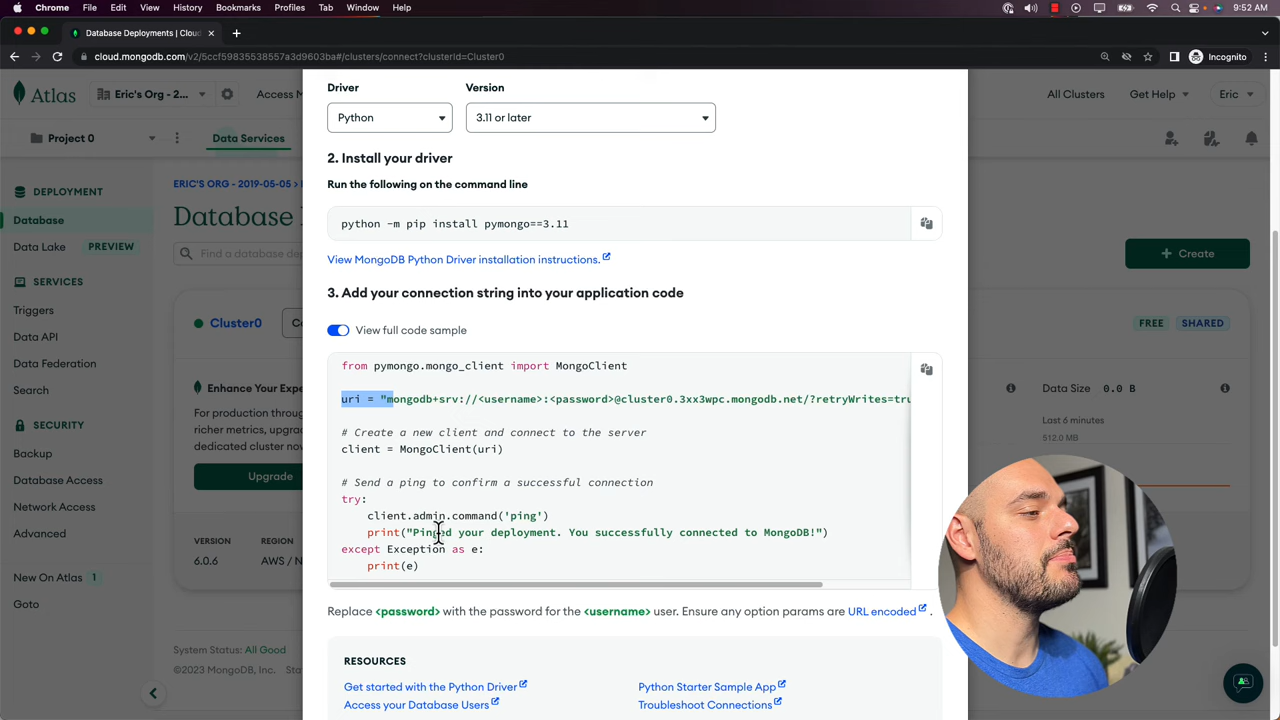 Chrome File Edit View History Bookmarks Profiles Tab Window Help 9:52 AM
Database Deployments | Cloud
cloud.mongodb.com/v2/5ccf59835538557a3d9603ba#/clusters/connect?clusterId=Cluster0 Incognito
Atlas Eric's Org - 2... Access M All Clusters Get Help Eric
Project 0 Data Services
DEPLOYMENT
Database
Data Lake PREVIEW
SERVICES
Triggers
Data API
Data Federation
Search
SECURITY
Backup
Database Access
Network Access
Advanced
New On Atlas 1
Goto
System Status: All Good
©2023 MongoDB, Inc. Sta
ERIC'S ORG - 2019-05-05 >
Database
Find a database dep
Create
Cluster0 Co
FREE SHARED
Enhance Your Expe
For production throug
dedicated cluster now
Upgrade
VERSION REGION
6.0.6 AWS
Data Size 0.0 B
Last 6 minutes
512.0 MB
Driver Version
Python 3.11 or later
2. Install your driver
Run the following on the command line
python -m pip install pymongo==3.11
View MongoDB Python Driver installation instructions.
3. Add your connection string into your application code
View full code sample
from pymongo.mongo_client import MongoClient
uri = "mongodb+srv://<username>:<password>@cluster0.3xx3wpc.mongodb.net/?retryWrites=tru
# Create a new client and connect to the server
client = MongoClient(uri)
# Send a ping to confirm a successful connection
try:
client.admin.command('ping')
print("Pinged your deployment. You successfully connected to MongoDB!")
except Exception as e:
print(e)
Replace <password> with the password for the <username> user. Ensure any option params are URL encoded .
RESOURCES
Get started with the Python Driver Python Starter Sample App
Access your Database Users Troubleshoot Connections